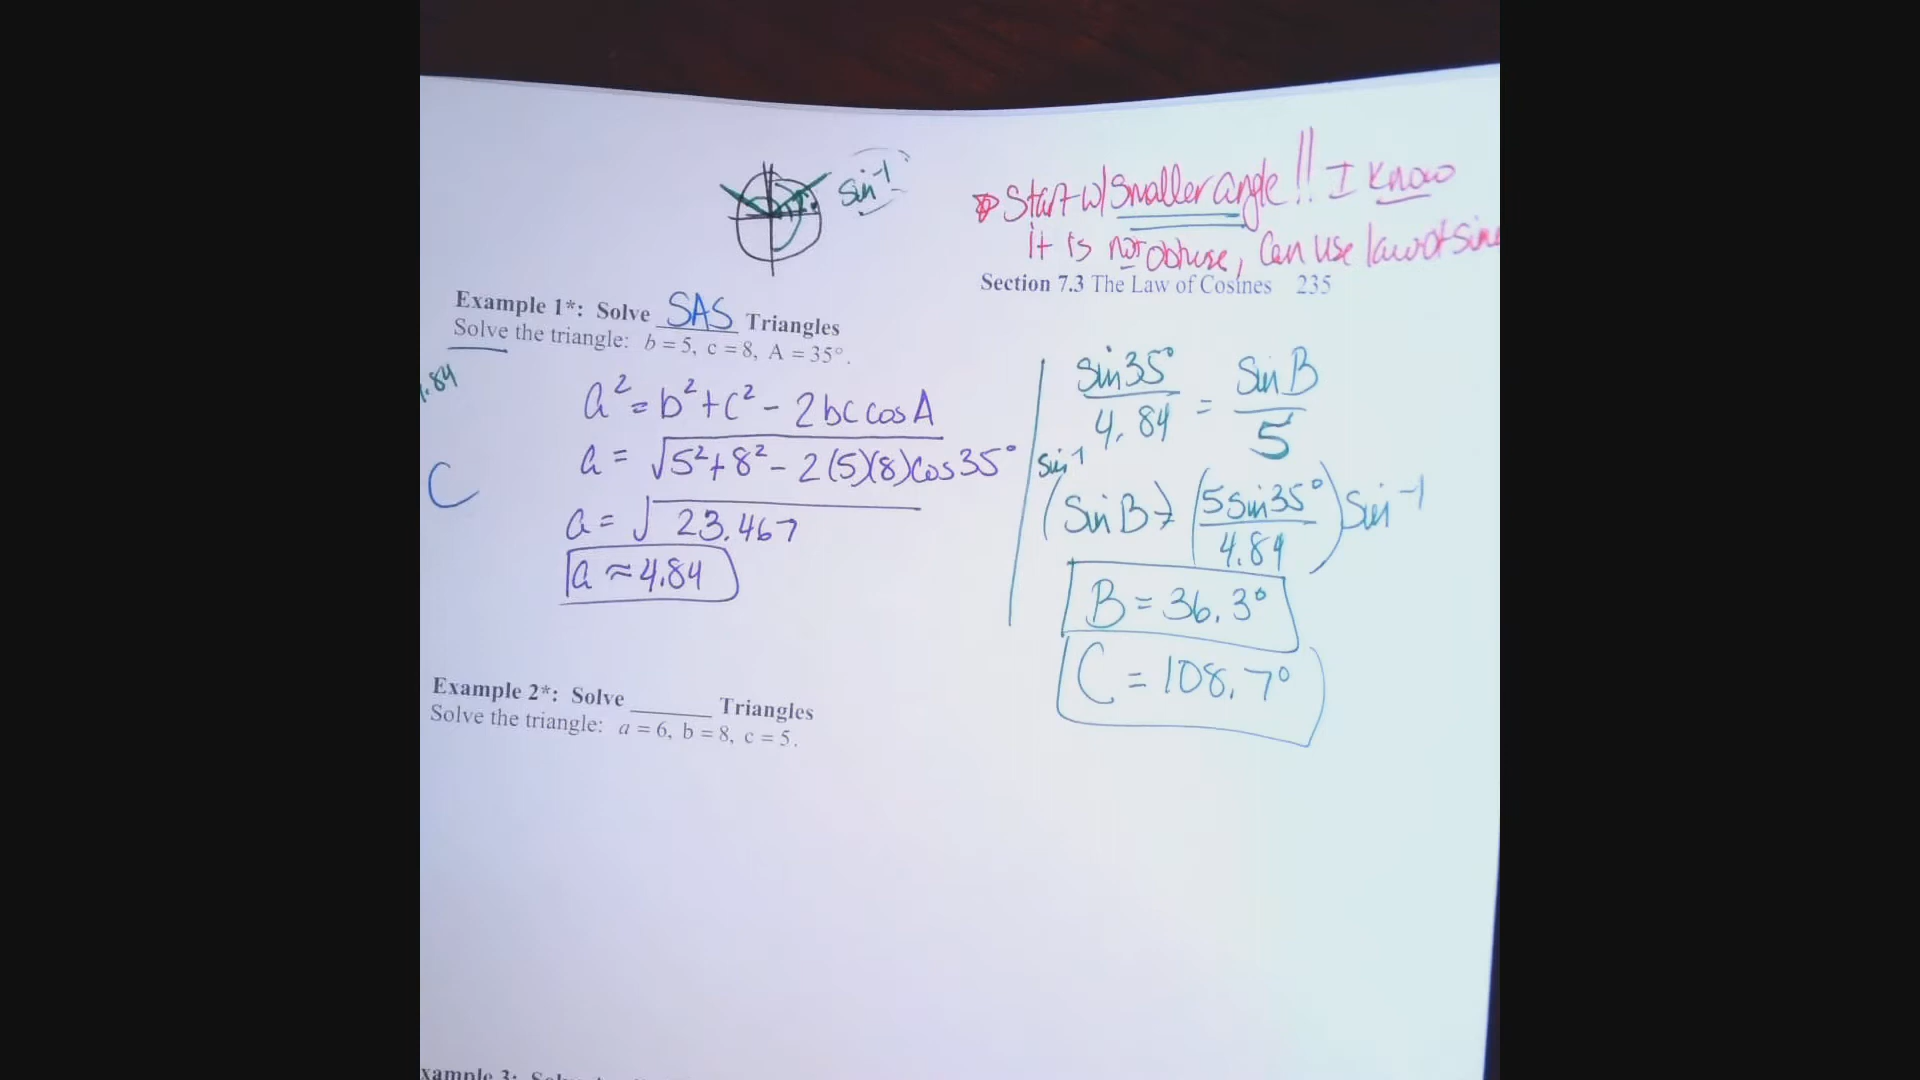 sin⁻¹
Start w/ smaller angle!! I know
it is not obtuse, can use law of sine
Section 7.3 The Law of Cosines 235
Example 1*: Solve SAS Triangles
Solve the triangle: b = 5, c = 8, A = 35°.
.84
C
a² = b² + c² - 2bc cos A
a = √5² + 8² - 2(5)(8)cos 35°
a = √23.467
a ≈ 4.84
sin 35° / 4.84 = Sin B / 5
sin⁻¹
(Sin B) = (5 sin 35° / 4.84) Sin⁻¹
B = 36.3°
C = 108.7°
Example 2*: Solve ______ Triangles
Solve the triangle: a = 6, b = 8, c = 5.
xample 3: